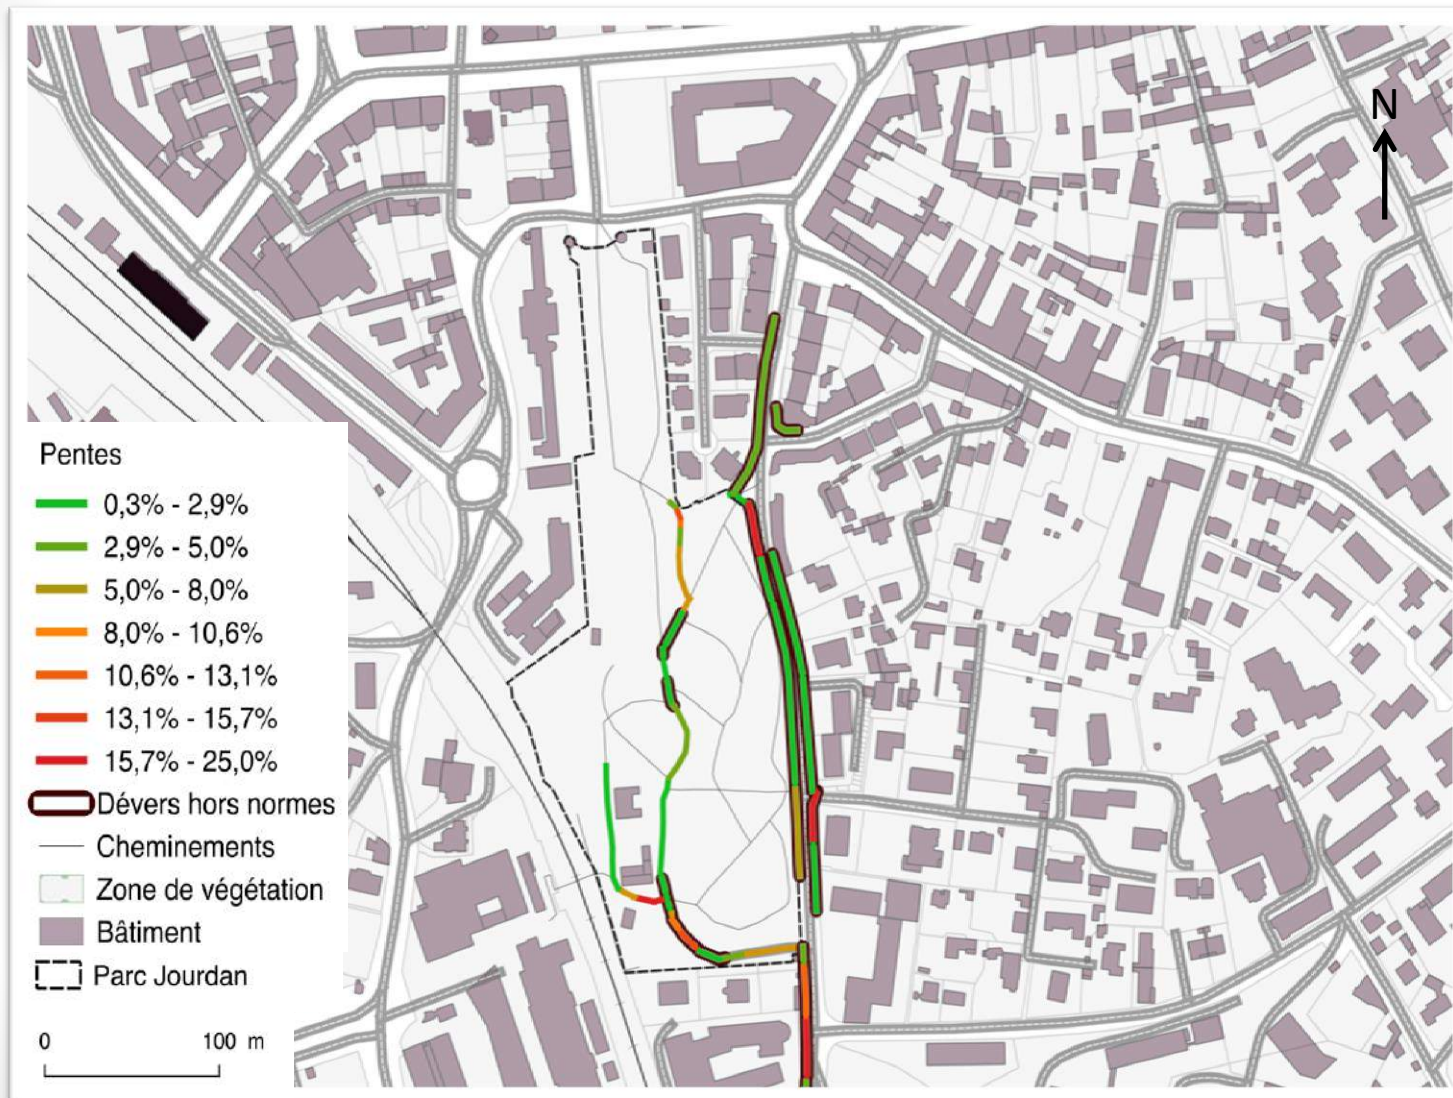 N
Pentes
0,3% - 2,9%
2,9% - 5,0%
5,0% - 8,0%
8,0% - 10,6%
10,6% - 13,1%
13,1% - 15,7%
15,7% - 25,0%
Dévers hors normes
Cheminements
Zone de végétation
Bâtiment
Parc Jourdan
0 100 m